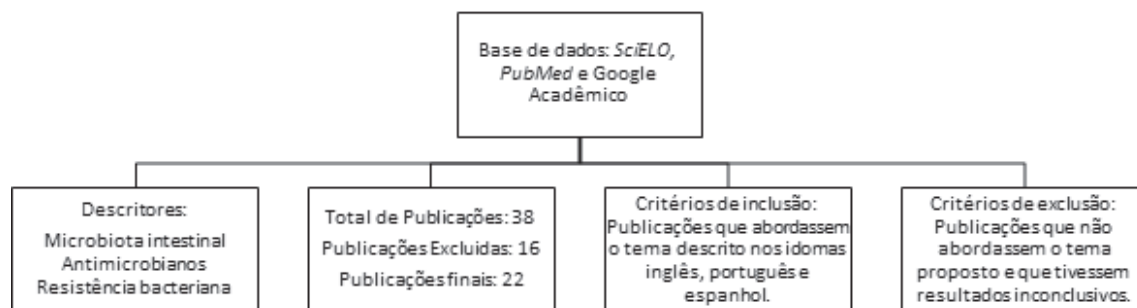 Base de dados: SciELO,
PubMed e Google
Acadêmico
Descritores:
Microbiota intestinal
Antimicrobianos
Resistência bacteriana
Total de Publicações: 38
Publicações Excluidas: 16
Publicações finais: 22
Critérios de inclusão:
Publicações que abordassem
o tema descrito nos idiomas
inglês, português e
espanhol.
Critérios de exclusão:
Publicações que não
abordassem o tema
proposto e que tivessem
resultados inconclusivos.